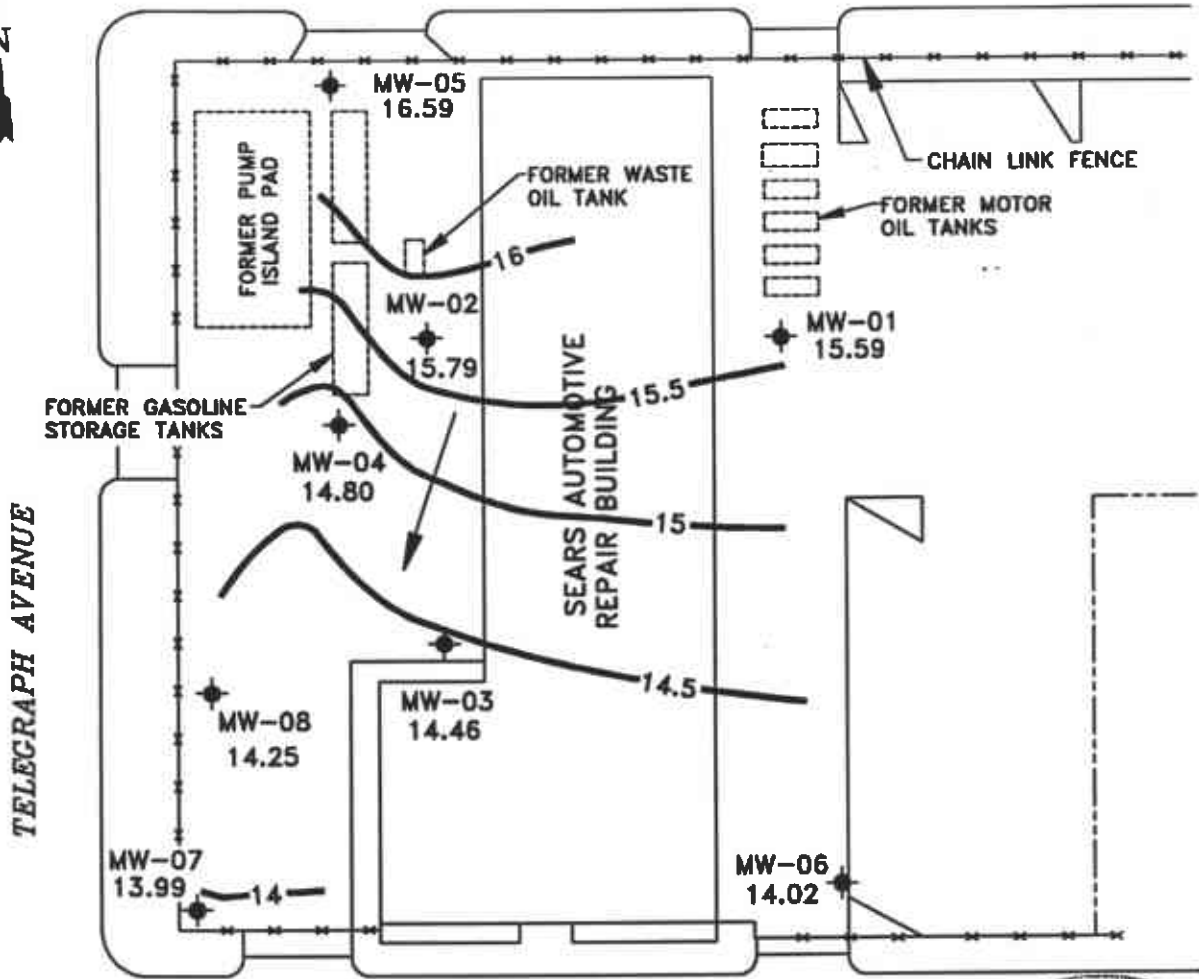 N
MW-05
16.59
FORMER PUMP
ISLAND PAD
FORMER WASTE
OIL TANK
CHAIN LINK FENCE
FORMER MOTOR
OIL TANKS
16
MW-02
15.79
MW-01
15.59
15.5
FORMER GASOLINE
STORAGE TANKS
MW-04
14.80
SEARS AUTOMOTIVE
REPAIR BUILDING
15
TELEGRAPH AVENUE
14.5
MW-03
14.46
MW-08
14.25
MW-07
13.99
14
MW-06
14.02